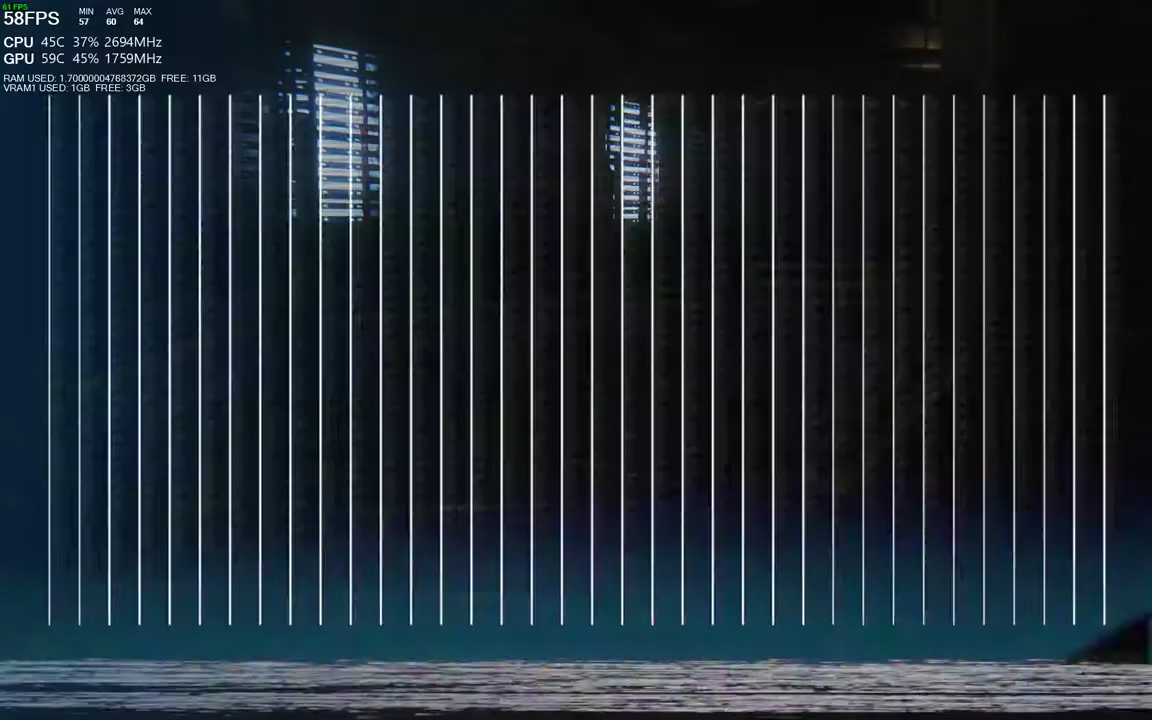 61 FPS
58FPS MIN AVG MAX
57 60 64
CPU 45C 37% 2694MHz
GPU 59C 45% 1759MHz
RAM USED: 1.70000004768372GB FREE: 11GB
VRAM1 USED: 1GB FREE: 3GB